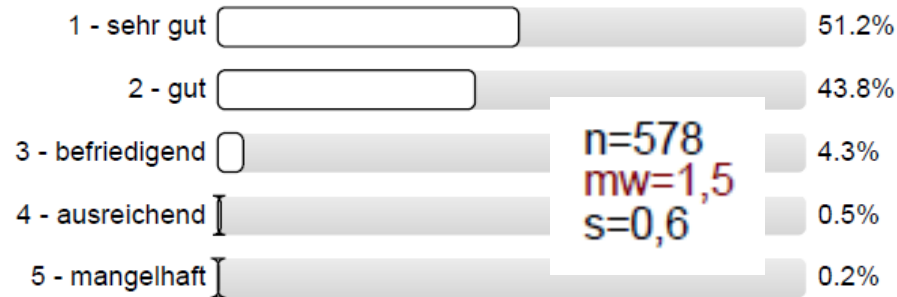 1 - sehr gut 51.2%
2 - gut 43.8%
3 - befriedigend 4.3%
4 - ausreichend 0.5%
5 - mangelhaft 0.2%
n=578
mw=1,5
s=0,6